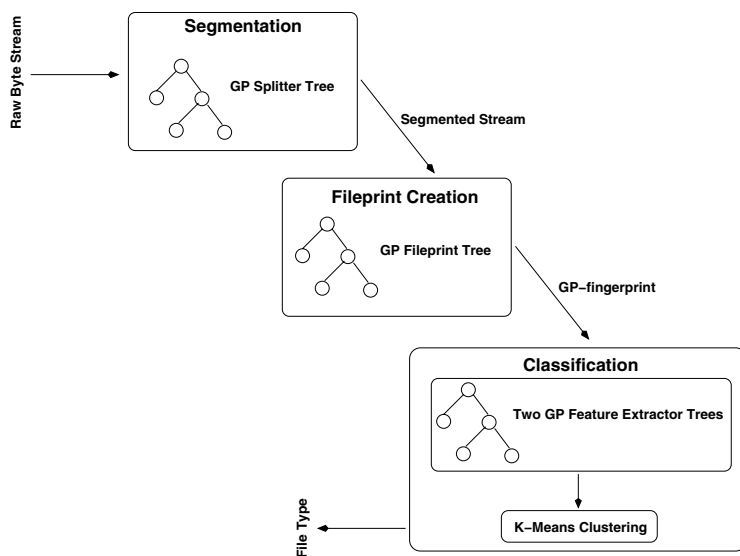 Raw Byte Stream
Segmentation
GP Splitter Tree
Segmented Stream
Fileprint Creation
GP Fileprint Tree
GP−fingerprint
Classification
Two GP Feature Extractor Trees
K−Means Clustering
File Type